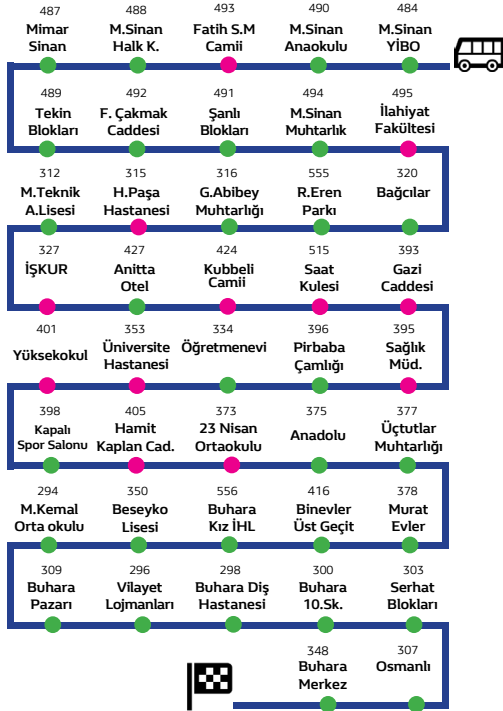 487 488 493 490 484
Mimar M.Sinan Fatih S.M M.Sinan M.Sinan
Sinan Halk K. Camii Anaokulu YİBO
489 492 491 494 495
Tekin F. Çakmak Şanlı M.Sinan İlahiyat
Blokları Caddesi Blokları Muhtarlık Fakültesi
312 315 316 555 320
M.Teknik H.Paşa G.Abibey R.Eren Bağcılar
A.Lisesi Hastanesi Muhtarlığı Parkı
327 427 424 515 393
İŞKUR Anitta Kubbeli Saat Gazi
Otel Camii Kulesi Caddesi
401 353 334 396 395
Yüksekokul Üniversite Öğretmenevi Pirbaba Sağlık
Hastanesi Çamlığı Müd.
398 405 373 375 377
Kapalı Hamit 23 Nisan Anadolu Üçtutlar
Spor Salonu Kaplan Cad. Ortaokulu Muhtarlığı
294 350 556 416 378
M.Kemal Beseyko Buhara Binevler Murat
Orta okulu Lisesi Kız İHL Üst Geçit Evler
309 296 298 300 303
Buhara Vilayet Buhara Diş Buhara Serhat
Pazarı Lojmanları Hastanesi 10.Sk. Blokları
348 307
Buhara Osmanlı
Merkez